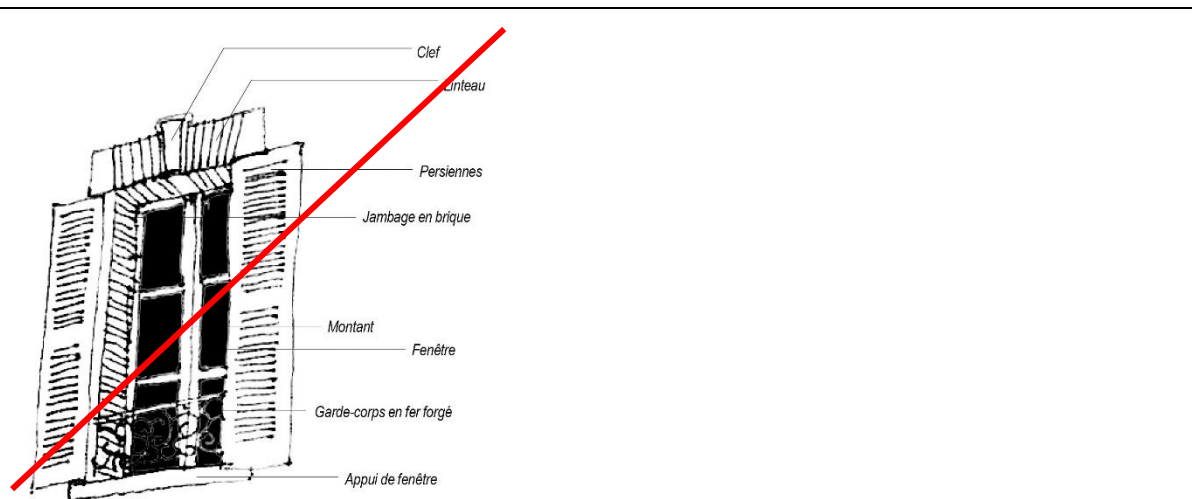 Clef
Linteau
Persiennes
Jambage en brique
Montant
Fenêtre
Garde-corps en fer forgé
Appui de fenêtre